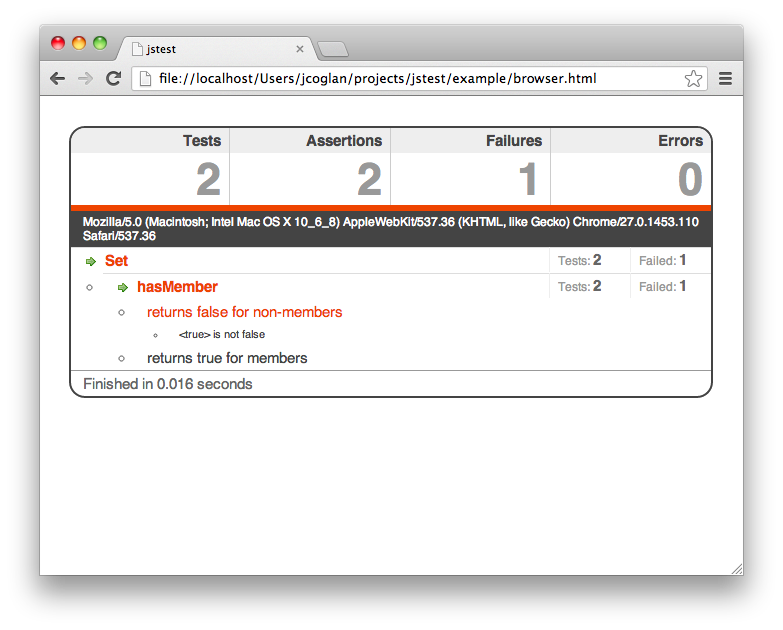 jstest
file://localhost/Users/jcoglan/projects/jstest/example/browser.html
Tests Assertions Failures Errors
2 2 1 0
Mozilla/5.0 (Macintosh; Intel Mac OS X 10_6_8) AppleWebKit/537.36 (KHTML, like Gecko) Chrome/27.0.1453.110
Safari/537.36
Set Tests: 2 Failed: 1
hasMember Tests: 2 Failed: 1
returns false for non-members
<true> is not false
returns true for members
Finished in 0.016 seconds